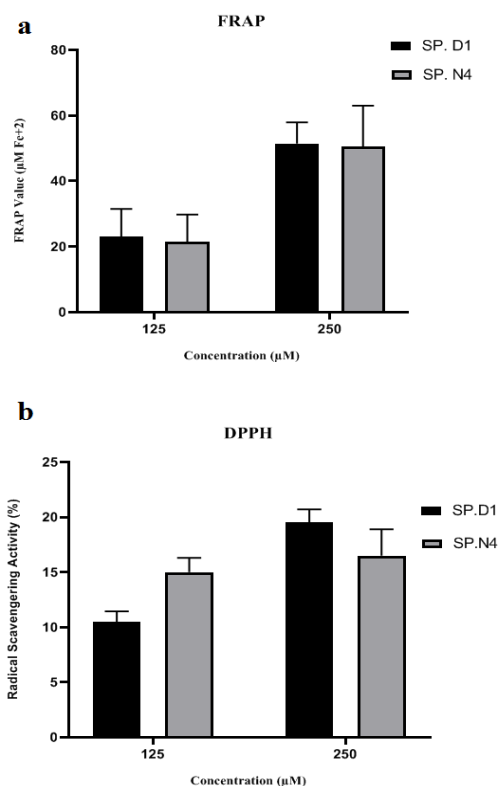 a
FRAP
SP. D1
SP. N4
80
60
40
20
0
FRAP Value (µM Fe+2)
125
250
Concentration (µM)
b
DPPH
SP.D1
SP.N4
25
20
15
10
5
0
Radical Scavengering Activity (%)
125
250
Concentration (µM)